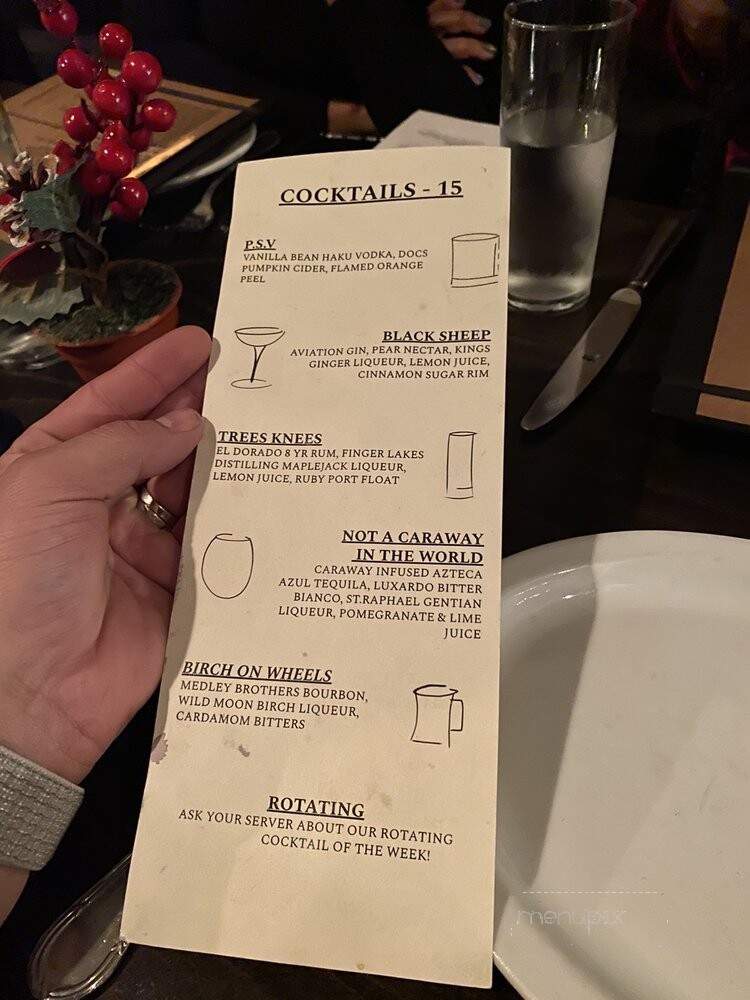 COCKTAILS - 15
P.S.V
VANILLA BEAN HAKU VODKA, DOCS
PUMPKIN CIDER, FLAMED ORANGE
PEEL
BLACK SHEEP
AVIATION GIN, PEAR NECTAR, KINGS
GINGER LIQUEUR, LEMON JUICE,
CINNAMON SUGAR RIM
TREES KNEES
EL DORADO 8 YR RUM, FINGER LAKES
DISTILLING MAPLEJACK LIQUEUR,
LEMON JUICE, RUBY PORT FLOAT
NOT A CARAWAY
IN THE WORLD
CARAWAY INFUSED AZTECA
AZUL TEQUILA, LUXARDO BITTER
BIANCO, ST.RAPHAEL GENTIAN
LIQUEUR, POMEGRANATE & LIME
JUICE
BIRCH ON WHEELS
MEDLEY BROTHERS BOURBON,
WILD MOON BIRCH LIQUEUR,
CARDAMOM BITTERS
ROTATING
ASK YOUR SERVER ABOUT OUR ROTATING
COCKTAIL OF THE WEEK!
menupix